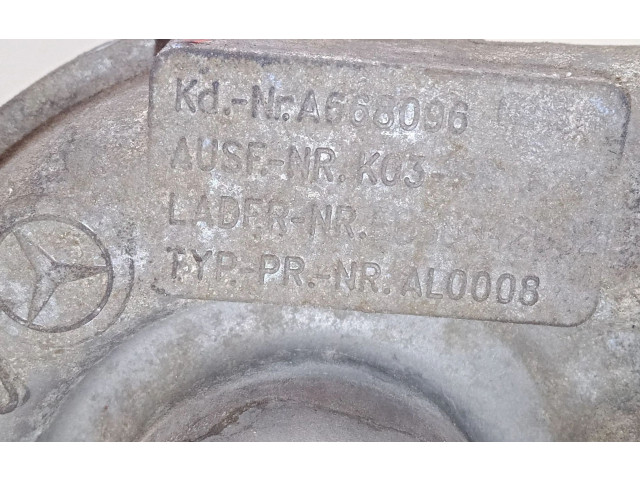 Kd.-Nr.A668096
AUSF.-NR. K03-
LADER-NR.
TYP.-PR.-NR. AL0008